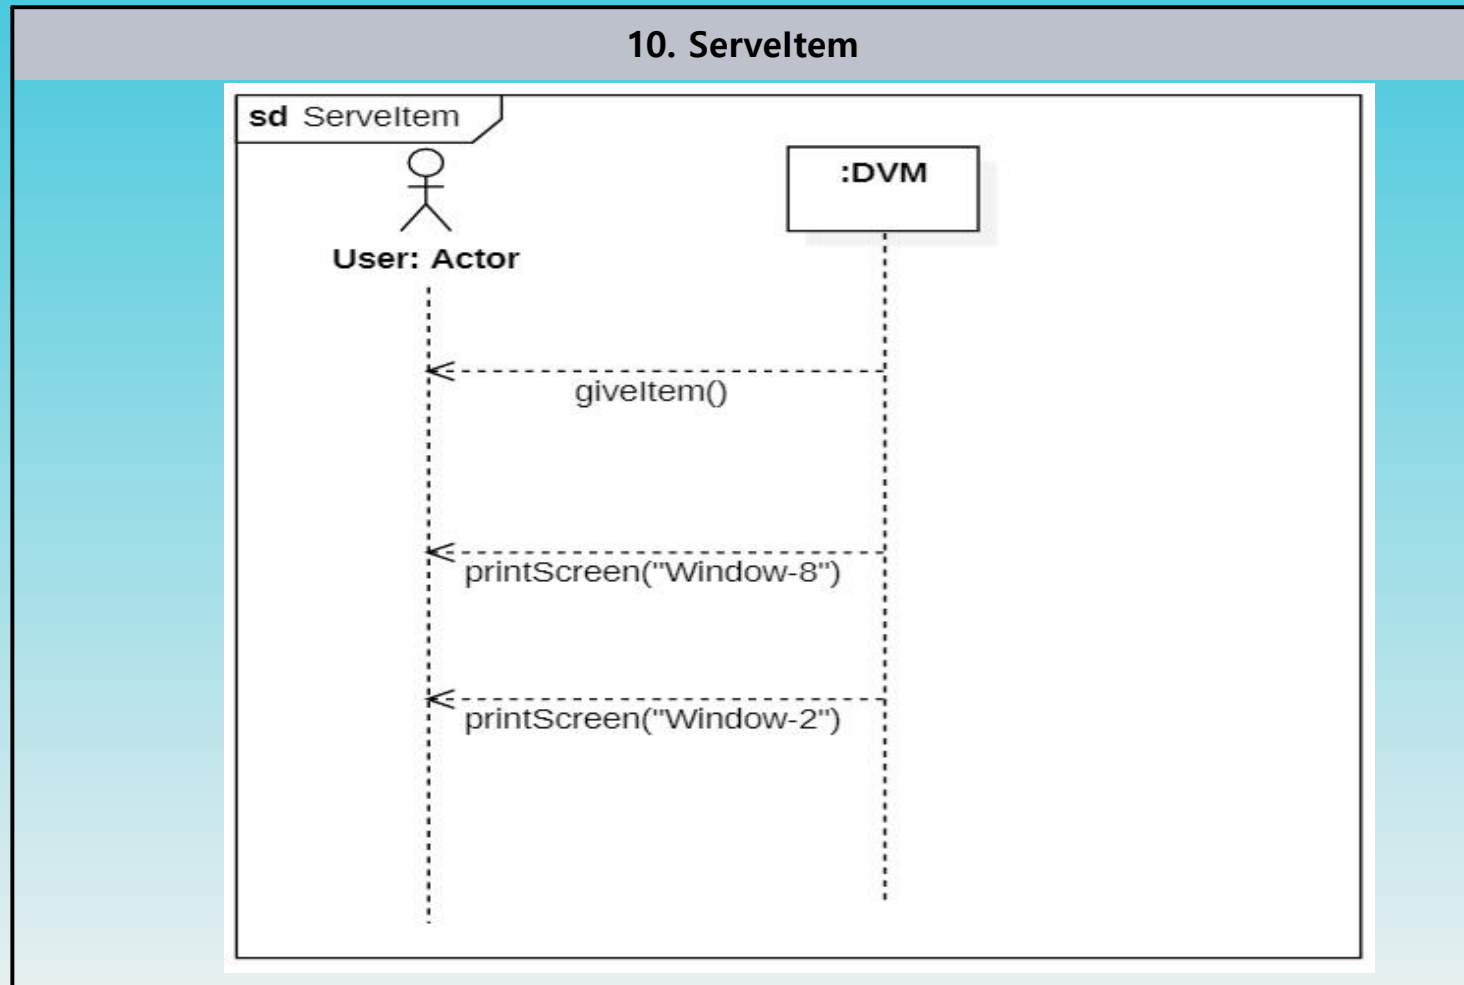 10. ServeItem
sd ServeItem
:DVM
User: Actor
giveItem()
printScreen("Window-8")
printScreen("Window-2")